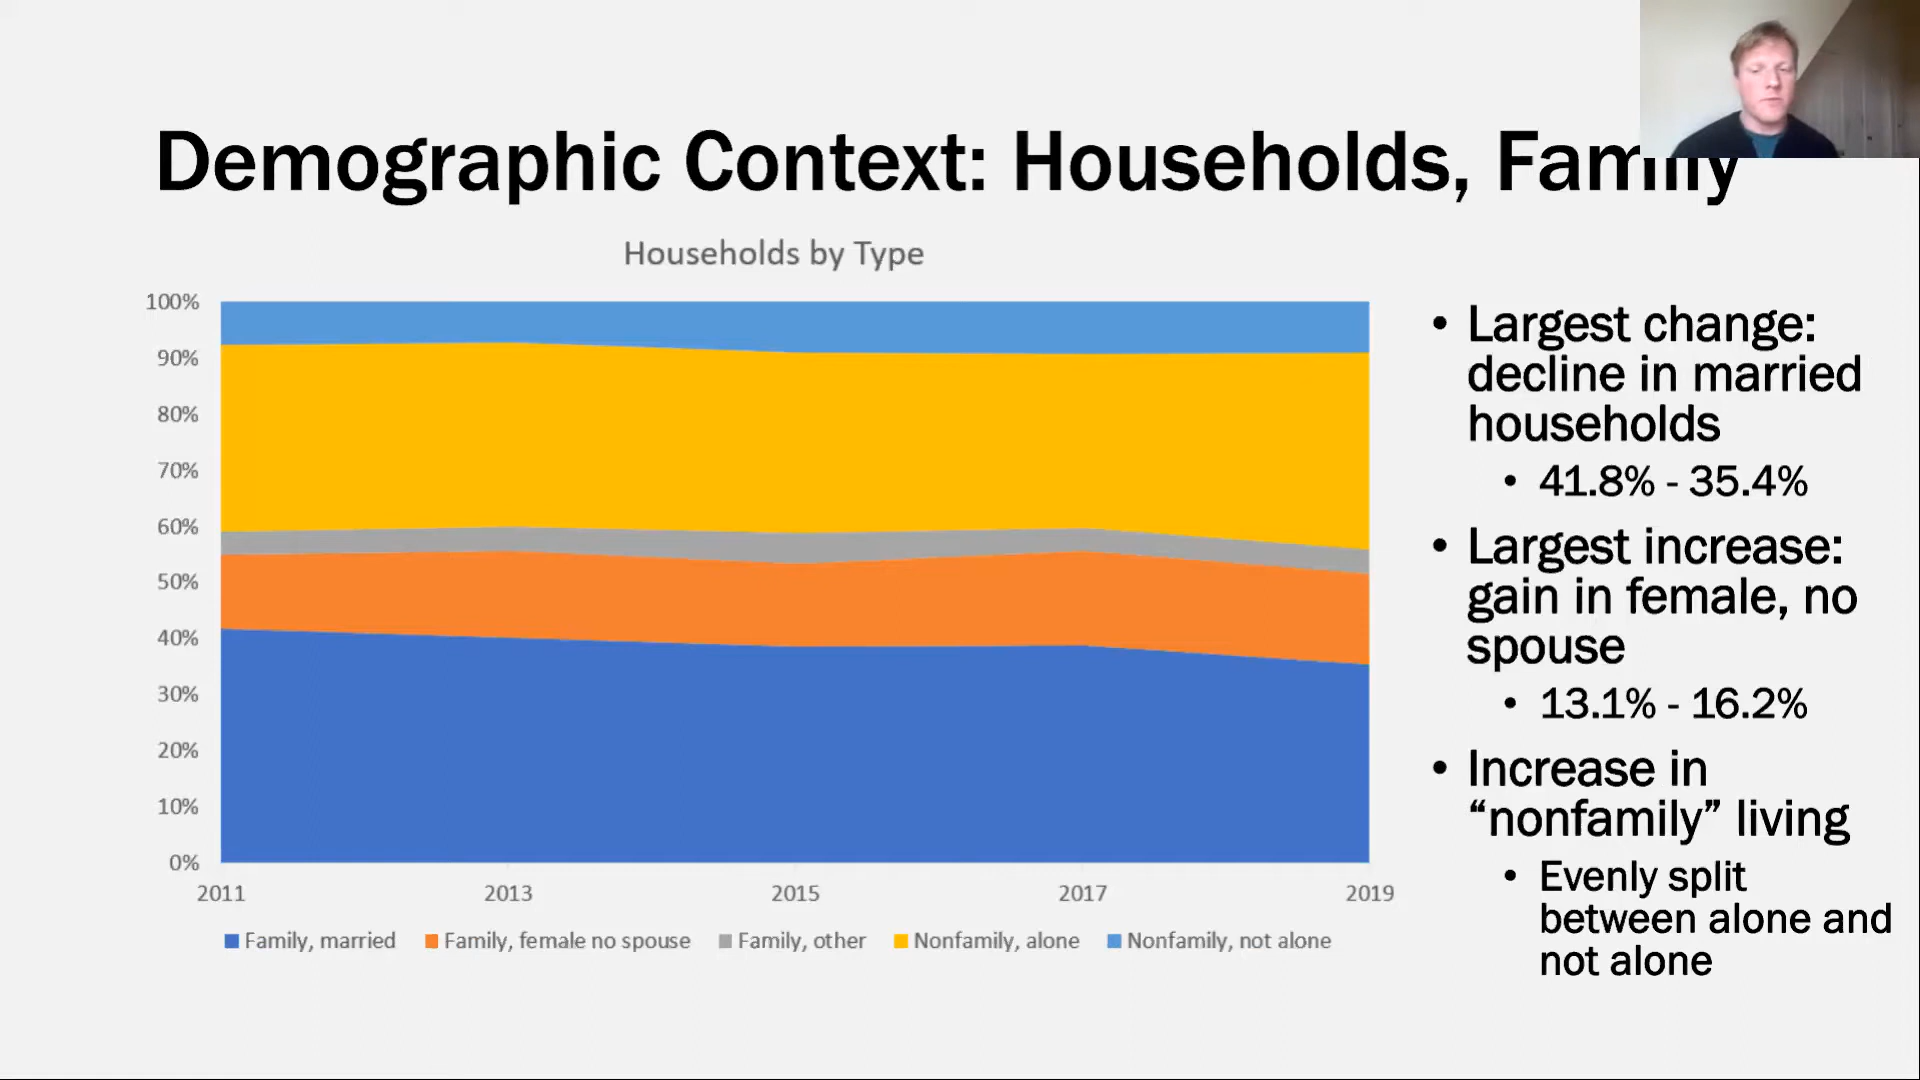 Demographic Context: Households, Family
Households by Type
100%
90%
80%
70%
60%
50%
40%
30%
20%
10%
0%
2011 2013 2015 2017 2019
Family, married Family, female no spouse Family, other Nonfamily, alone Nonfamily, not alone
• Largest change:
decline in married
households
• 41.8% - 35.4%
• Largest increase:
gain in female, no
spouse
• 13.1% - 16.2%
• Increase in
“nonfamily” living
• Evenly split
between alone and
not alone